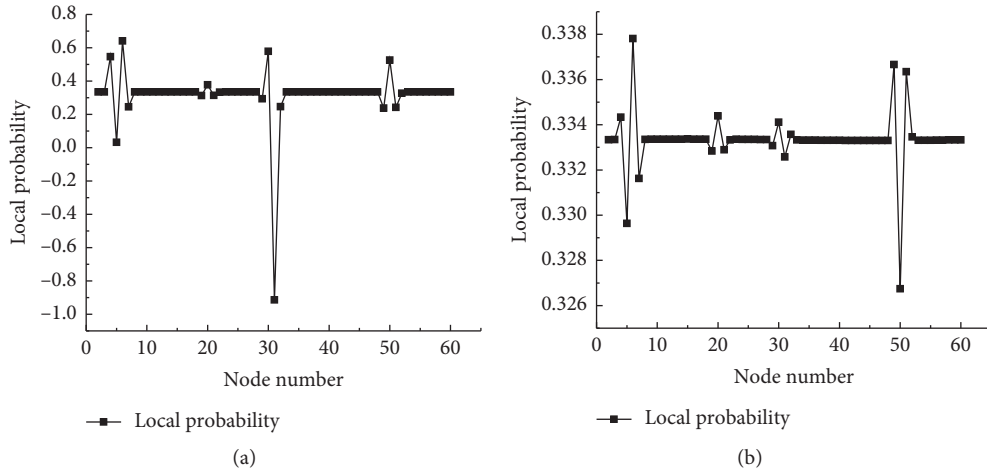 0.8
0.6
0.4
0.2
0.0
–0.2
–0.4
–0.6
–0.8
–1.0
Local probability
0 10 20 30 40 50 60
Node number
Local probability
(a)
0.338
0.336
0.334
0.332
0.330
0.328
0.326
Local probability
0 10 20 30 40 50 60
Node number
Local probability
(b)